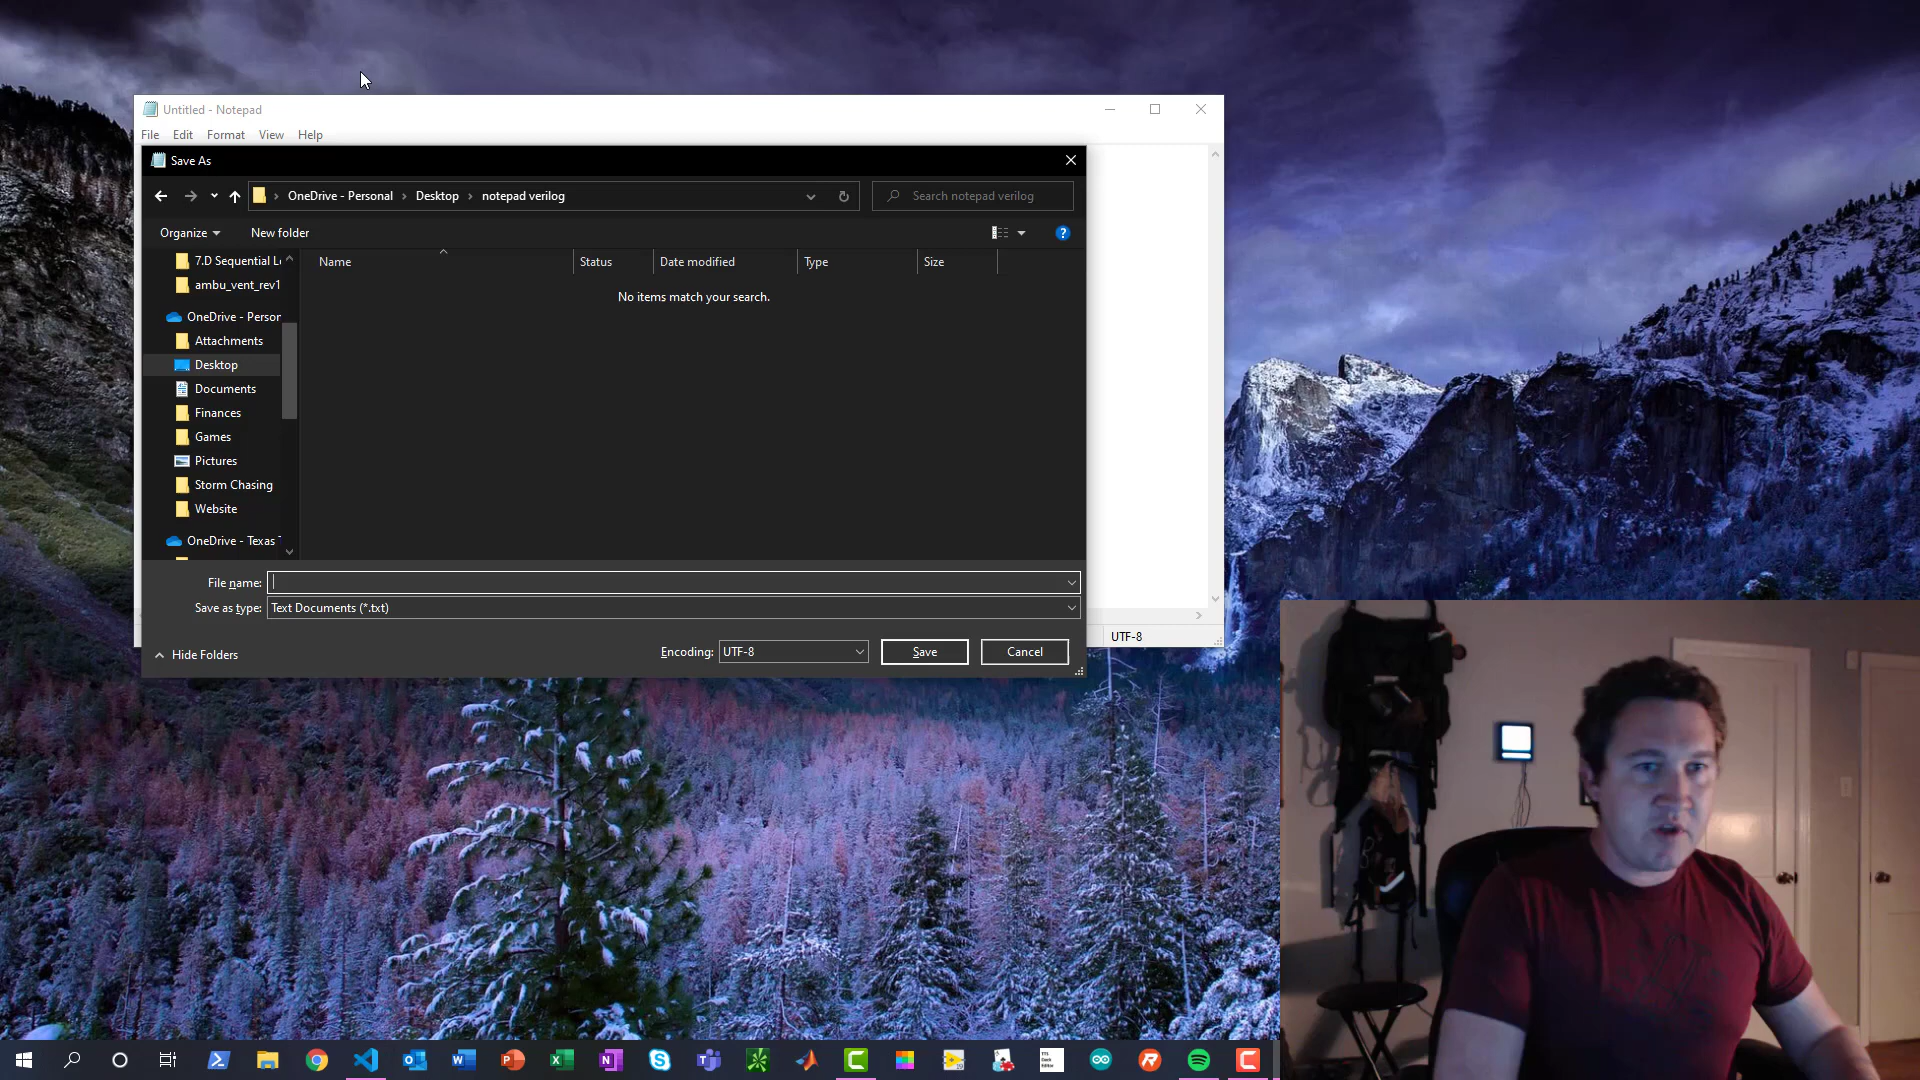 Untitled - Notepad
File Edit Format View Help
Save As
OneDrive - Personal > Desktop > notepad verilog
Search notepad verilog
Organize
New folder
7.D Sequential L
ambu_vent_rev1
OneDrive - Person
Attachments
Desktop
Documents
Finances
Games
Pictures
Storm Chasing
Website
OneDrive - Texas T
Name Status Date modified Type Size
No items match your search.
File name:
Save as type: Text Documents (*.txt)
Hide Folders
Encoding: UTF-8
Save
Cancel
UTF-8